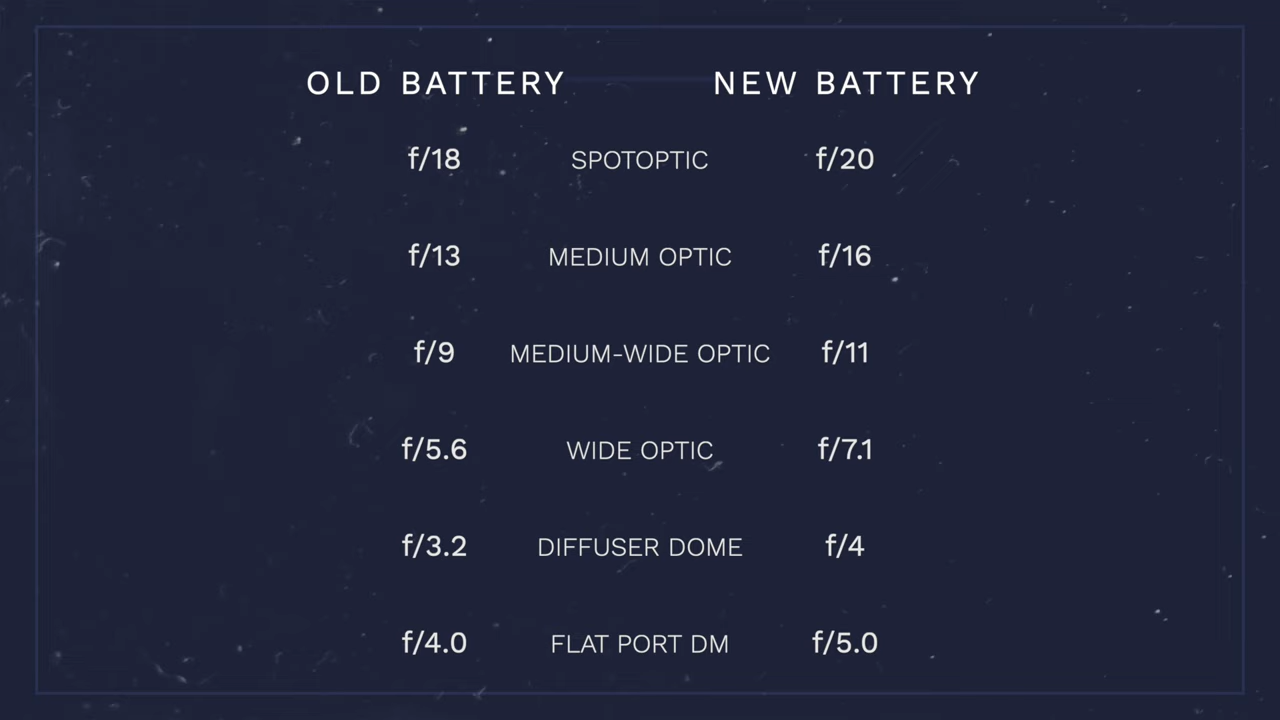 OLD BATTERY NEW BATTERY
f/18 SPOTOPTIC f/20
f/13 MEDIUM OPTIC f/16
f/9 MEDIUM-WIDE OPTIC f/11
f/5.6 WIDE OPTIC f/7.1
f/3.2 DIFFUSER DOME f/4
f/4.0 FLAT PORT DM f/5.0